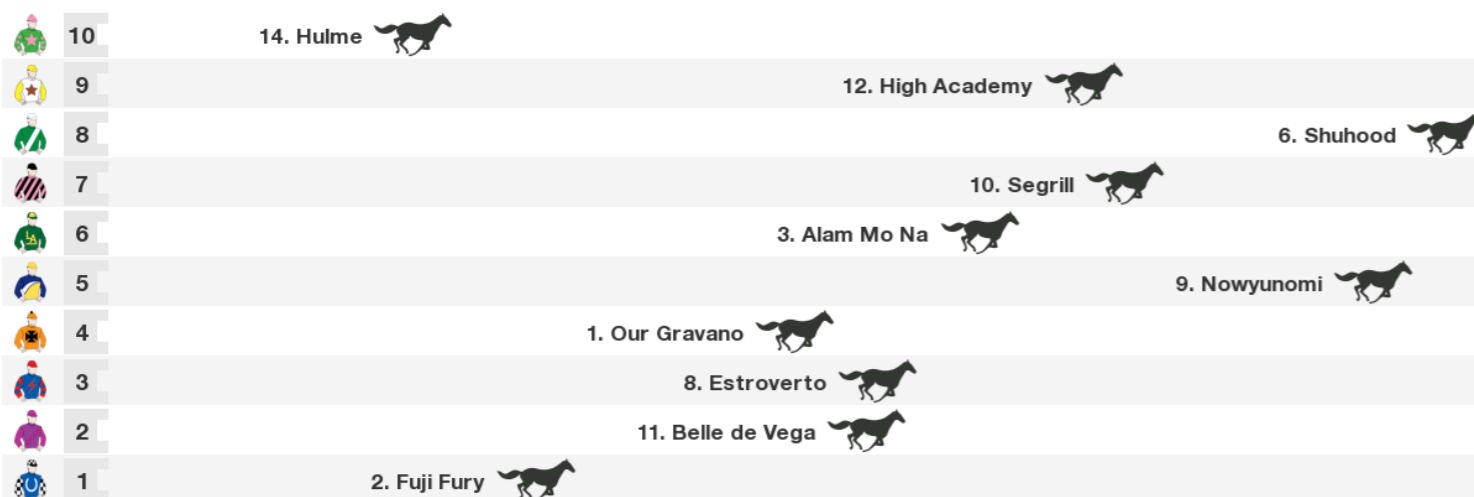 10 14. Hulme
9 12. High Academy
8 6. Shuhood
7 10. Segrill
6 3. Alam Mo Na
5 9. Nowyunomi
4 1. Our Gravano
3 8. Estroverto
2 11. Belle de Vega
1 2. Fuji Fury